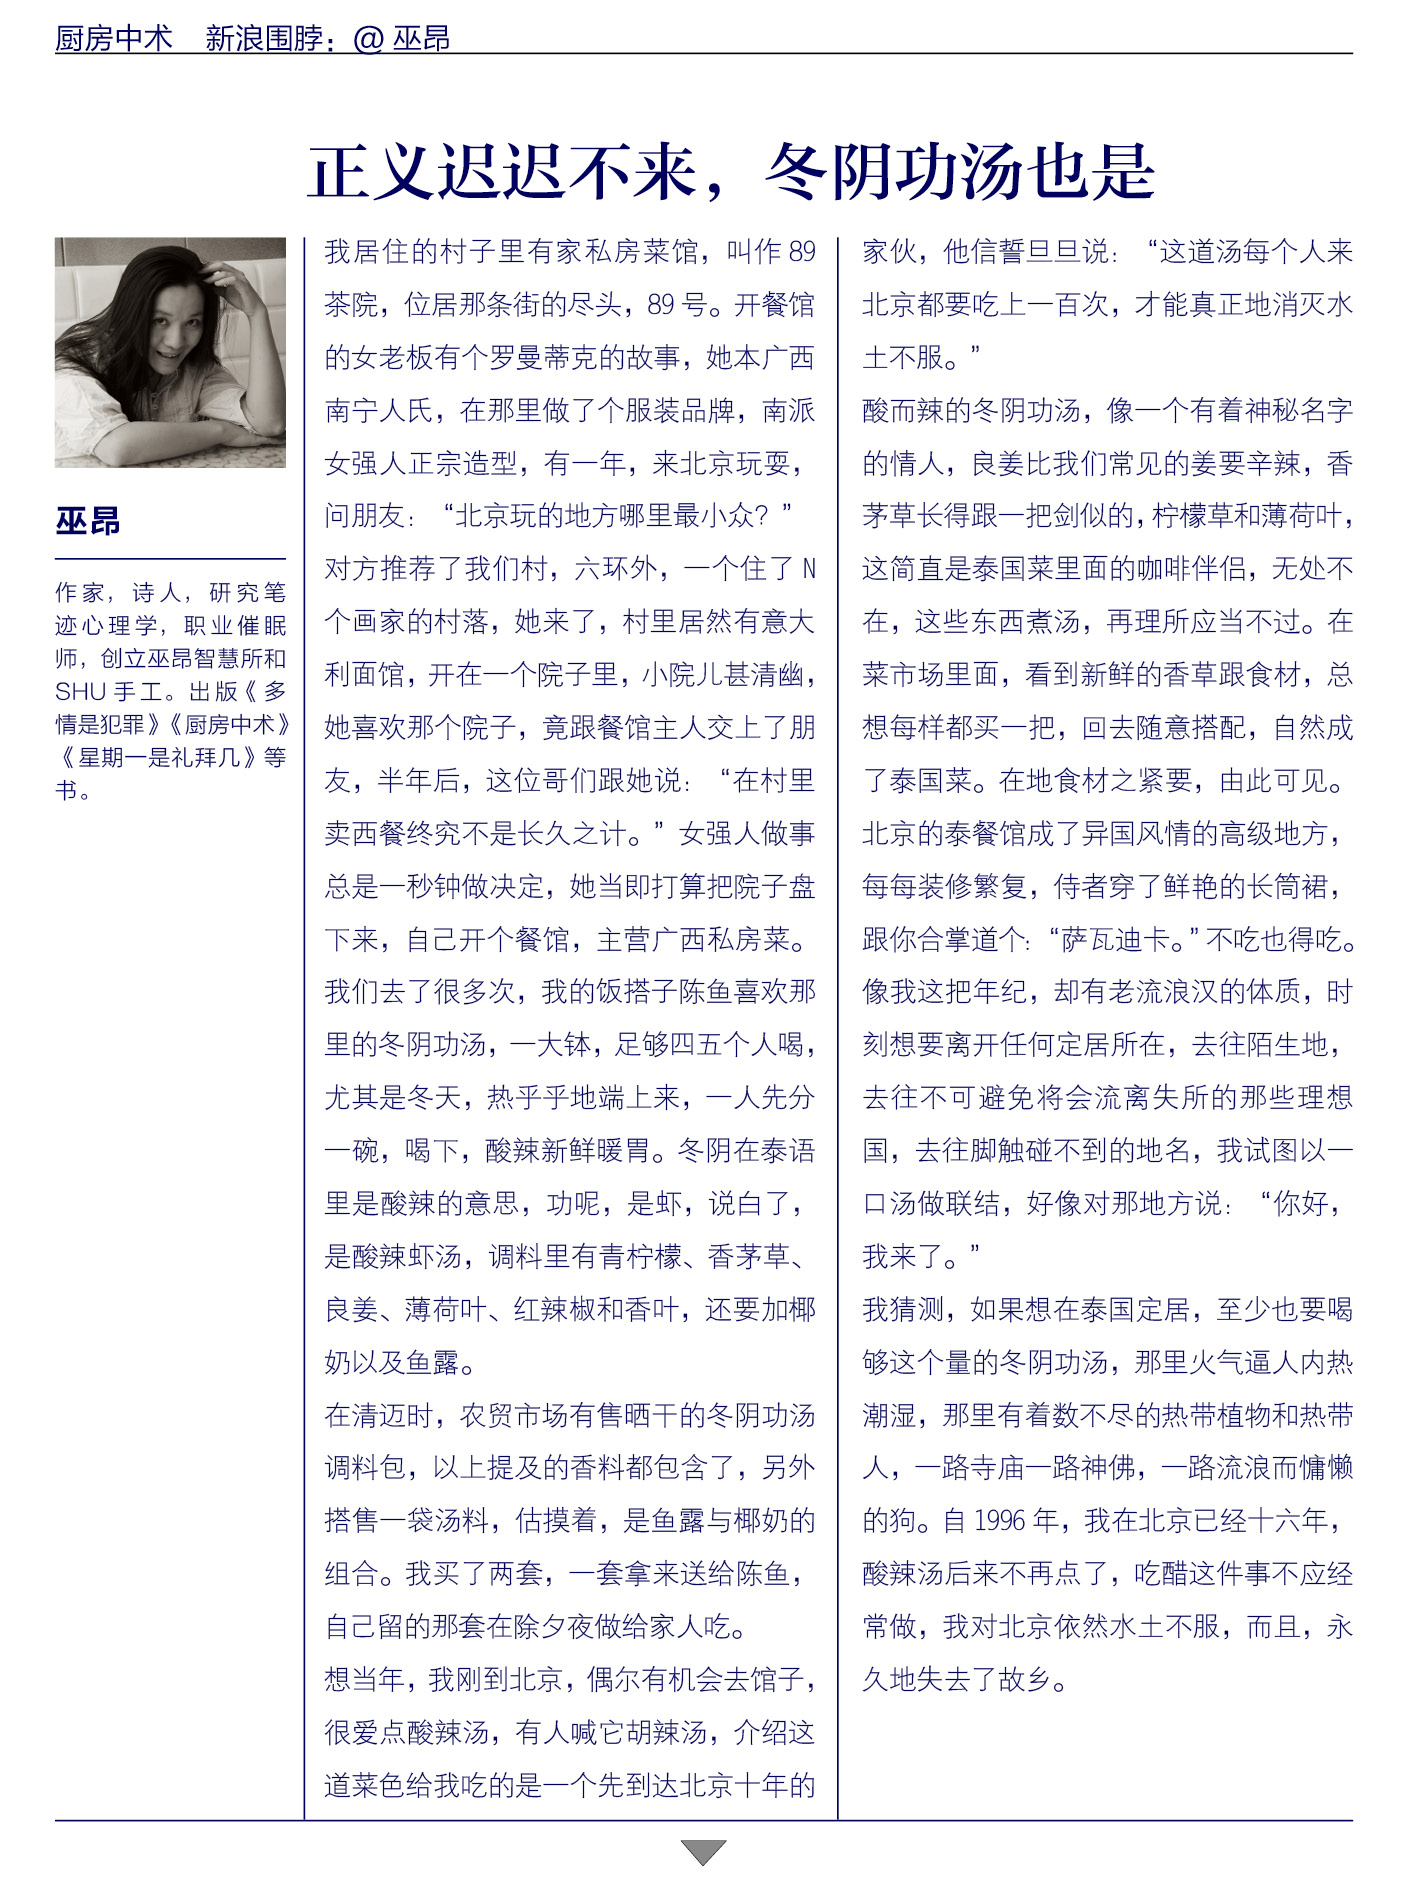 厨房中术 新浪围脖：@ 巫昂
正义迟迟不来，冬阴功汤也是
巫昂
作家，诗人，研究笔
迹心理学，职业催眠
师，创立巫昂智慧所和
SHU 手工。出版《多
情是犯罪》《厨房中术》
《星期一是礼拜几》等
书。
我居住的村子里有家私房菜馆，叫作 89
茶院，位居那条街的尽头，89 号。开餐馆
的女老板有个罗曼蒂克的故事，她本广西
南宁人氏，在那里做了个服装品牌，南派
女强人正宗造型，有一年，来北京玩耍，
问朋友：“北京玩的地方哪里最小众？”
对方推荐了我们村，六环外，一个住了 N
个画家的村落，她来了，村里居然有意大
利面馆，开在一个院子里，小院儿甚清幽，
她喜欢那个院子，竟跟餐馆主人交上了朋
友，半年后，这位哥们跟她说：“在村里
卖西餐终究不是长久之计。”女强人做事
总是一秒钟做决定，她当即打算把院子盘
下来，自己开个餐馆，主营广西私房菜。
我们去了很多次，我的饭搭子陈鱼喜欢那
里的冬阴功汤，一大钵，足够四五个人喝，
尤其是冬天，热乎乎地端上来，一人先分
一碗，喝下，酸辣新鲜暖胃。冬阴在泰语
里是酸辣的意思，功呢，是虾，说白了，
是酸辣虾汤，调料里有青柠檬、香茅草、
良姜、薄荷叶、红辣椒和香叶，还要加椰
奶以及鱼露。
在清迈时，农贸市场有售晒干的冬阴功汤
调料包，以上提及的香料都包含了，另外
搭售一袋汤料，估摸着，是鱼露与椰奶的
组合。我买了两套，一套拿来送给陈鱼，
自己留的那套在除夕夜做给家人吃。
想当年，我刚到北京，偶尔有机会去馆子，
很爱点酸辣汤，有人喊它胡辣汤，介绍这
道菜色给我吃的是一个先到达北京十年的
家伙，他信誓旦旦说：“这道汤每个人来
北京都要吃上一百次，才能真正地消灭水
土不服。”
酸而辣的冬阴功汤，像一个有着神秘名字
的情人，良姜比我们常见的姜要辛辣，香
茅草长得跟一把剑似的，柠檬草和薄荷叶，
这简直是泰国菜里面的咖啡伴侣，无处不
在，这些东西煮汤，再理所应当不过。在
菜市场里面，看到新鲜的香草跟食材，总
想每样都买一把，回去随意搭配，自然成
了泰国菜。在地食材之紧要，由此可见。
北京的泰餐馆成了异国风情的高级地方，
每每装修繁复，侍者穿了鲜艳的长筒裙，
跟你合掌道个：“萨瓦迪卡。”不吃也得吃。
像我这把年纪，却有老流浪汉的体质，时
刻想要离开任何定居所在，去往陌生地，
去往不可避免将会流离失所的那些理想
国，去往脚触碰不到的地名，我试图以一
口汤做联结，好像对那地方说：“你好，
我来了。”
我猜测，如果想在泰国定居，至少也要喝
够这个量的冬阴功汤，那里火气逼人内热
潮湿，那里有着数不尽的热带植物和热带
人，一路寺庙一路神佛，一路流浪而慵懒
的狗。自 1996 年，我在北京已经十六年，
酸辣汤后来不再点了，吃醋这件事不应经
常做，我对北京依然水土不服，而且，永
久地失去了故乡。